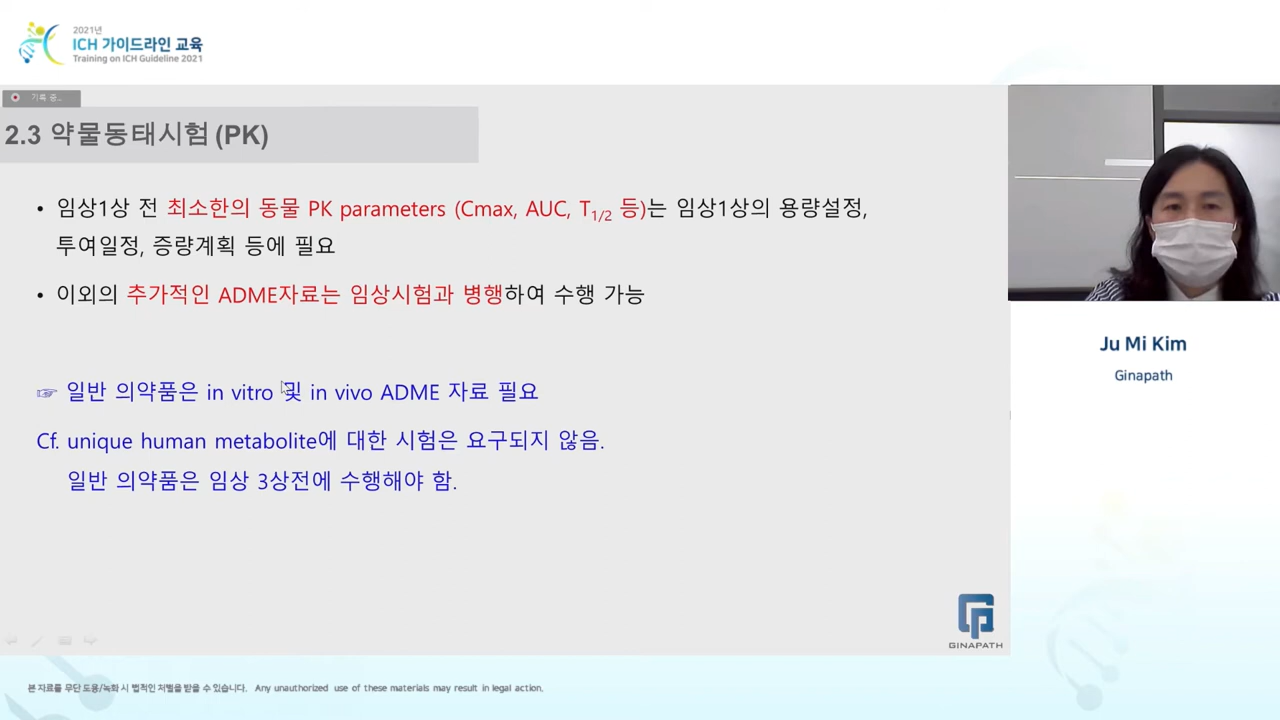 2021년
ICH 가이드라인 교육
Training on ICH Guideline 2021
기록 중...
2.3 약물동태시험 (PK)
• 임상1상 전 최소한의 동물 PK parameters (Cmax, AUC, T1/2 등)는 임상1상의 용량설정,
투여일정, 증량계획 등에 필요
• 이외의 추가적인 ADME자료는 임상시험과 병행하여 수행 가능
☞ 일반 의약품은 in vitro 및 in vivo ADME 자료 필요
Cf. unique human metabolite에 대한 시험은 요구되지 않음.
일반 의약품은 임상 3상전에 수행해야 함.
Ju Mi Kim
Ginapath
GINAPATH
본 자료를 무단 도용/녹화 시 법적인 처벌을 받을 수 있습니다. Any unauthorized use of these materials may result in legal action.